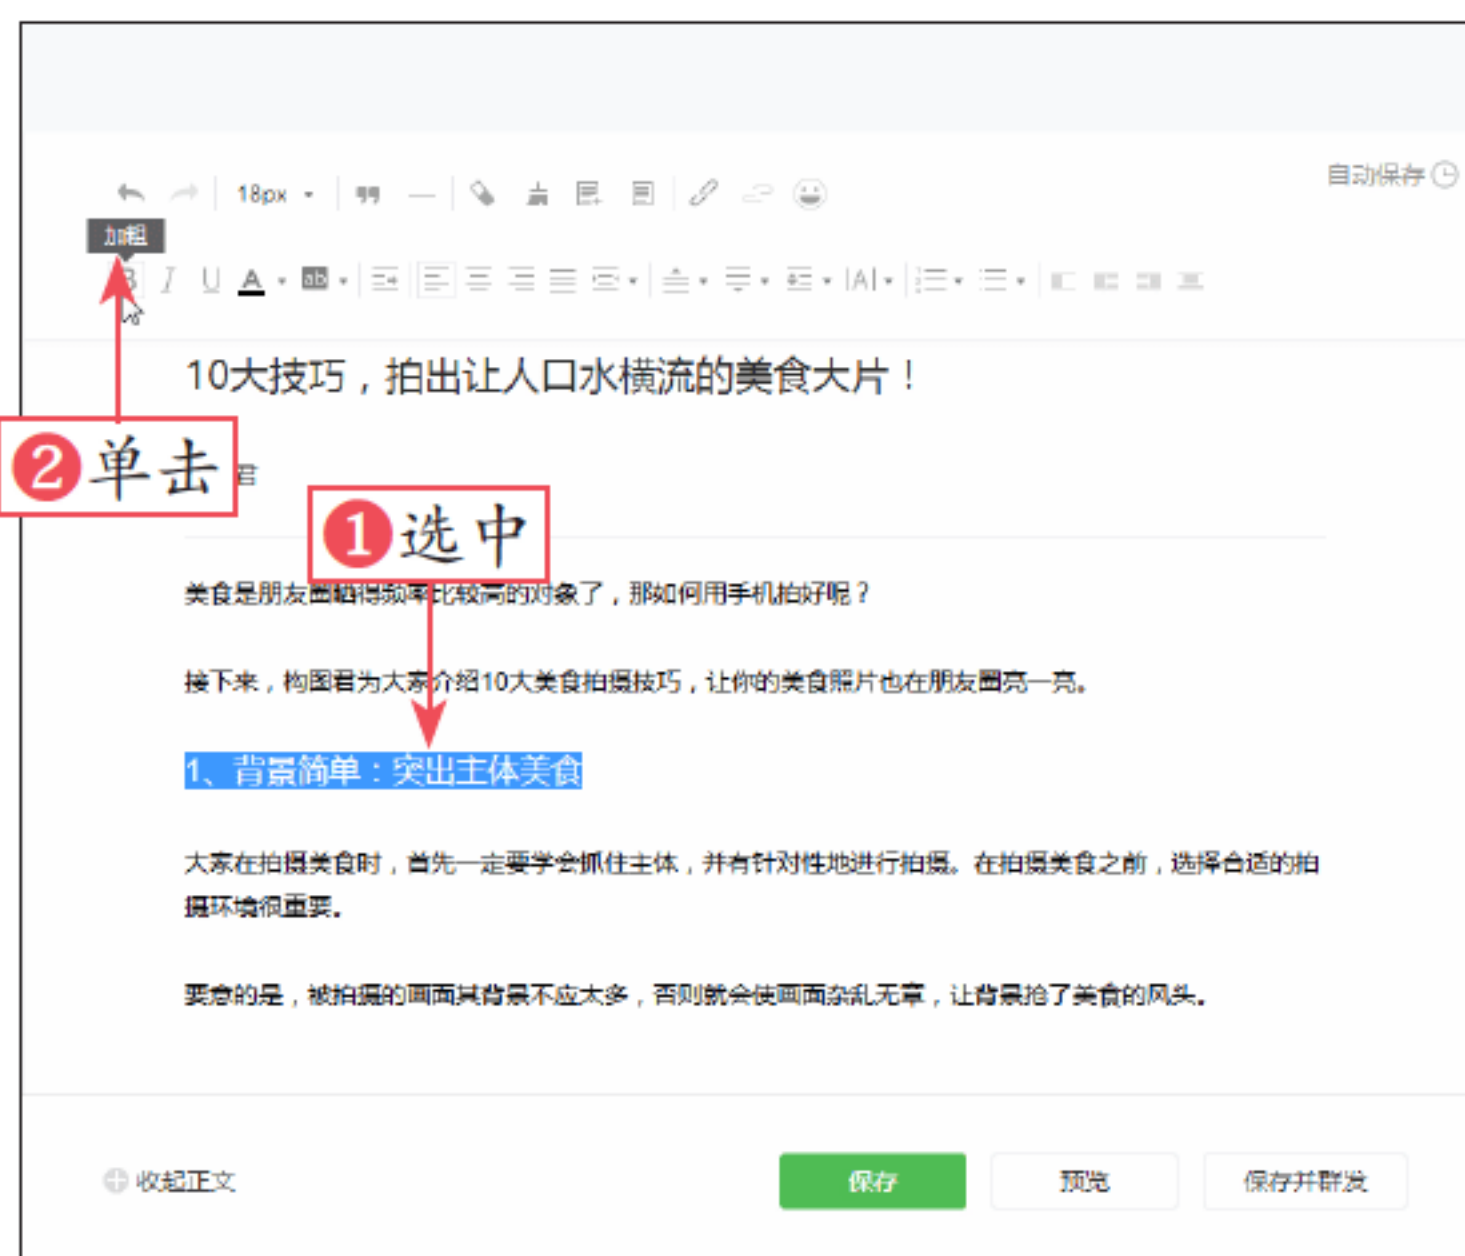 自动保存
18px
加粗
B I U A ab |A|
10大技巧，拍出让人口水横流的美食大片！
❷单击
君
❶选中
美食是朋友圈晒得频率比较高的对象了，那如何用手机拍好呢？
接下来，构图君为大家介绍10大美食拍摄技巧，让你的美食照片也在朋友圈亮一亮。
1、背景简单：突出主体美食
大家在拍摄美食时，首先一定要学会抓住主体，并有针对性地进行拍摄。在拍摄美食之前，选择合适的拍
摄环境很重要。
要意的是，被拍摄的画面其背景不应太多，否则就会使画面杂乱无章，让背景抢了美食的风头。
收起正文
保存
预览
保存并群发